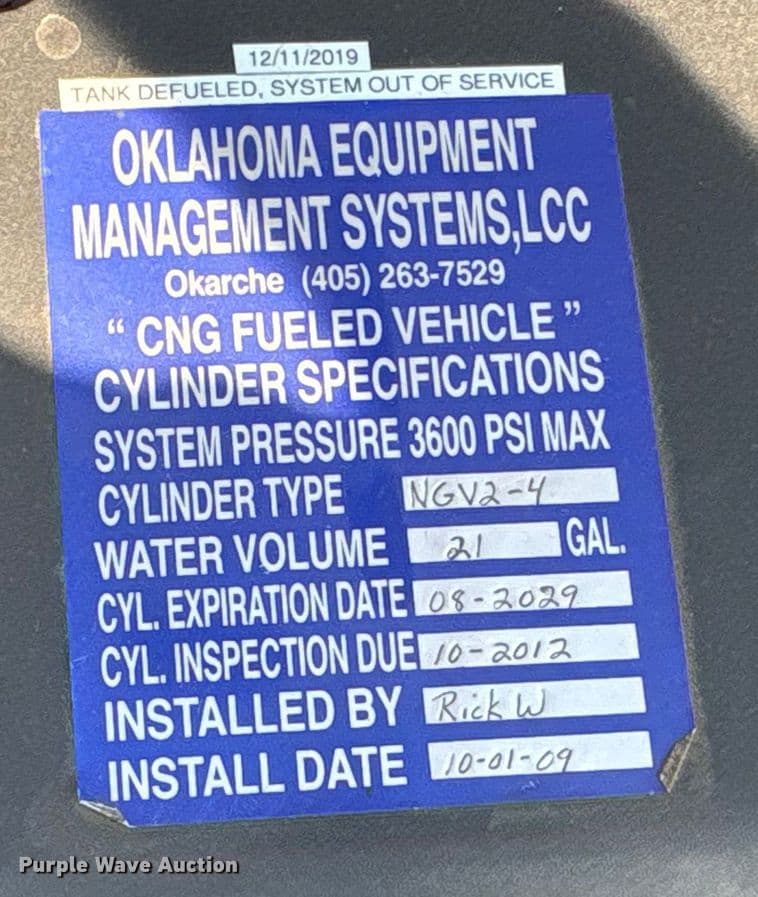 12/11/2019
TANK DEFUELED, SYSTEM OUT OF SERVICE
OKLAHOMA EQUIPMENT
MANAGEMENT SYSTEMS,LCC
Okarche (405) 263-7529
“ CNG FUELED VEHICLE ”
CYLINDER SPECIFICATIONS
SYSTEM PRESSURE 3600 PSI MAX
CYLINDER TYPE NGV2-4
WATER VOLUME 21 GAL.
CYL. EXPIRATION DATE 08-2029
CYL. INSPECTION DUE 10-2012
INSTALLED BY Rick W
INSTALL DATE 10-01-09
Purple Wave Auction